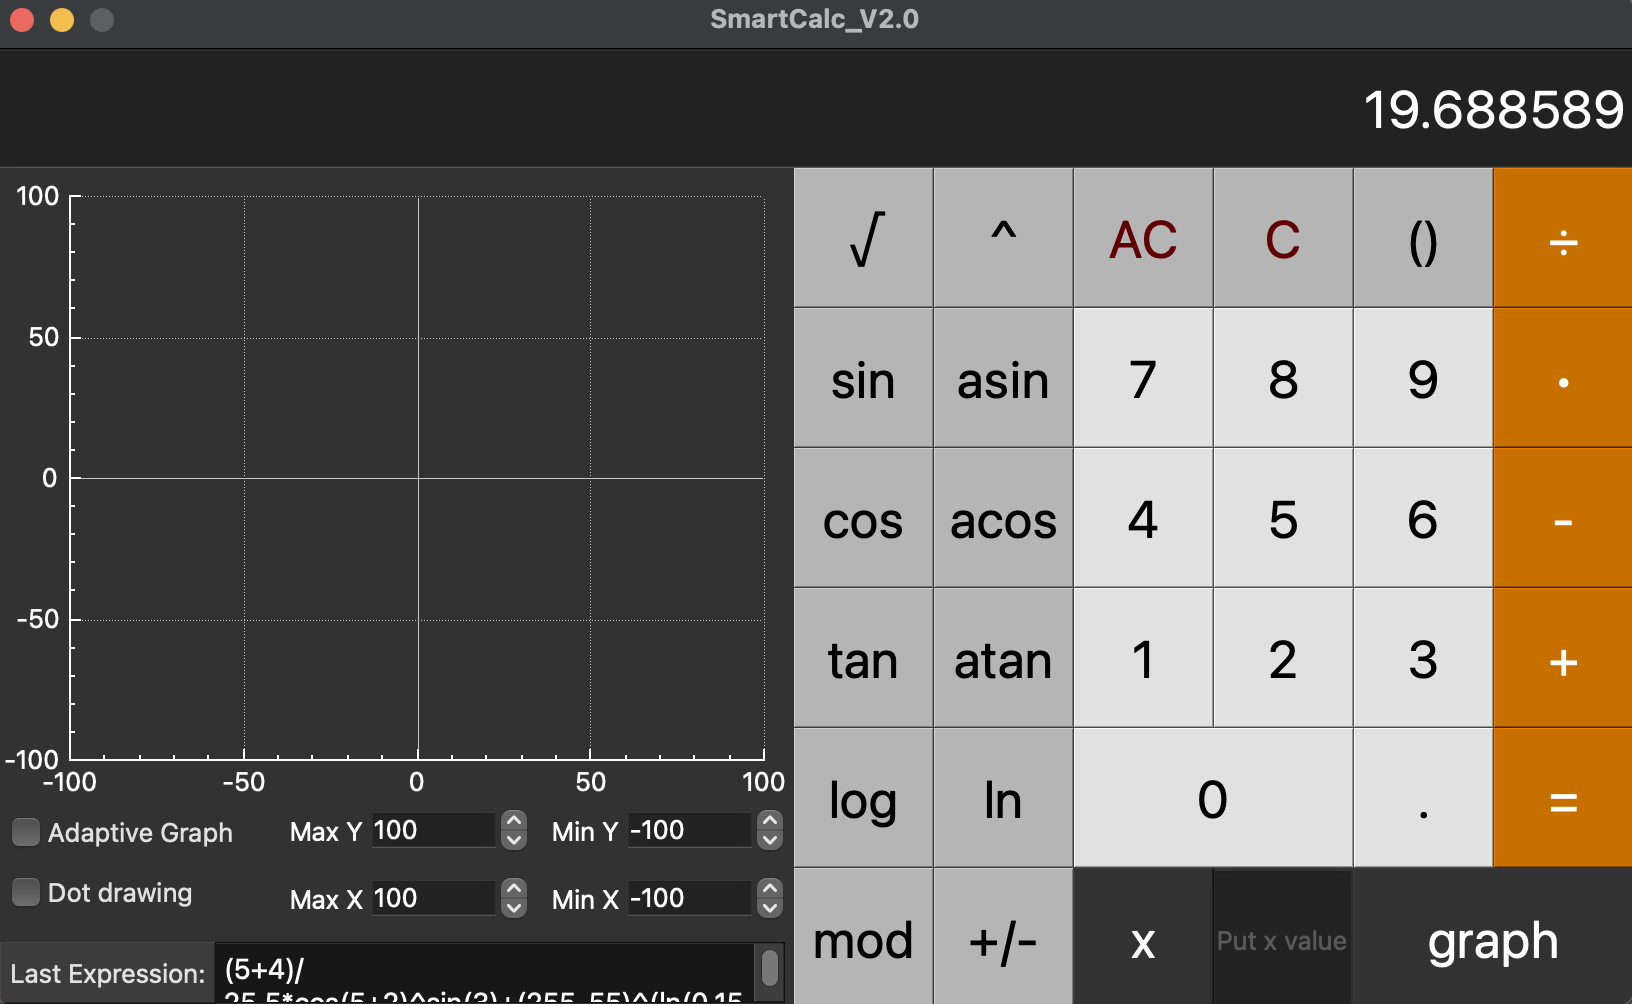 SmartCalc_V2.0
19.688589
100
50
0
-50
-100
-100 -50 0 50 100
Adaptive Graph Max Y 100 Min Y -100
Dot drawing Max X 100 Min X -100
Last Expression: (5+4)/
√ ^ AC C () ÷
sin asin 7 8 9 ·
cos acos 4 5 6 -
tan atan 1 2 3 +
log ln 0 . =
mod +/- x Put x value graph